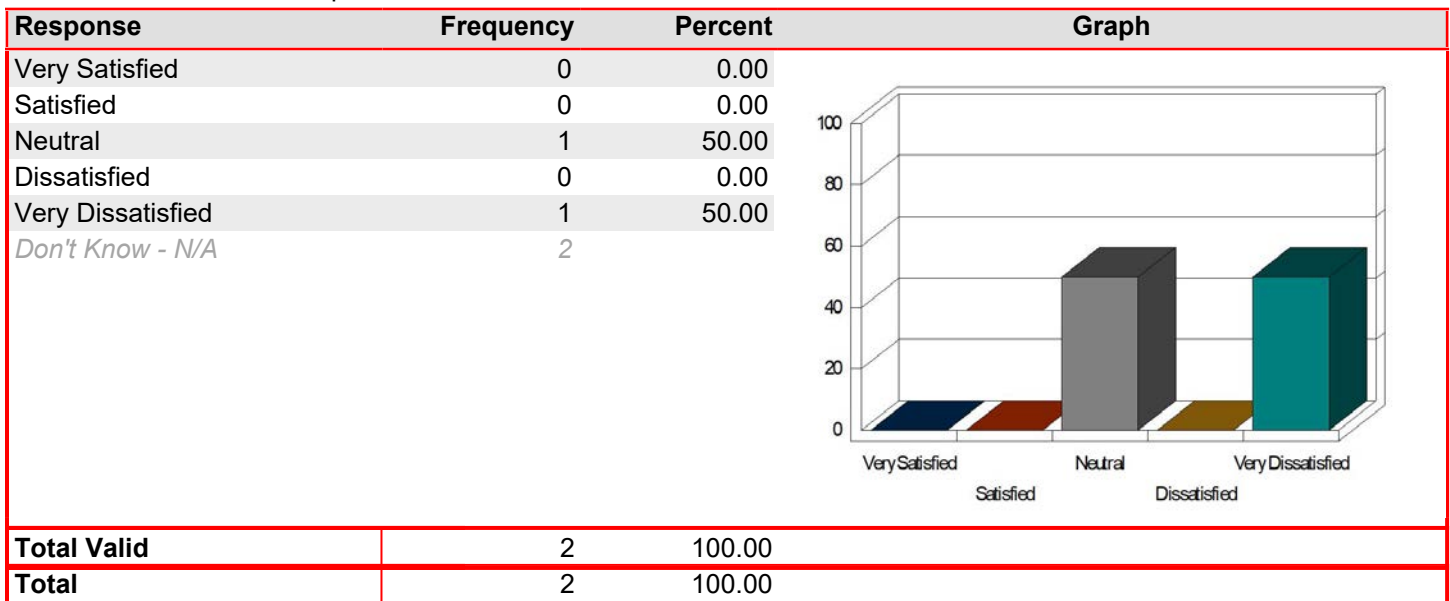 Response Frequency Percent Graph
Very Satisfied 0 0.00
Satisfied 0 0.00
Neutral 1 50.00
Dissatisfied 0 0.00
Very Dissatisfied 1 50.00
Don't Know - N/A 2
100
80
60
40
20
0
Very Satisfied Neutral Very Dissatisfied
Satisfied Dissatisfied
Total Valid 2 100.00
Total 2 100.00